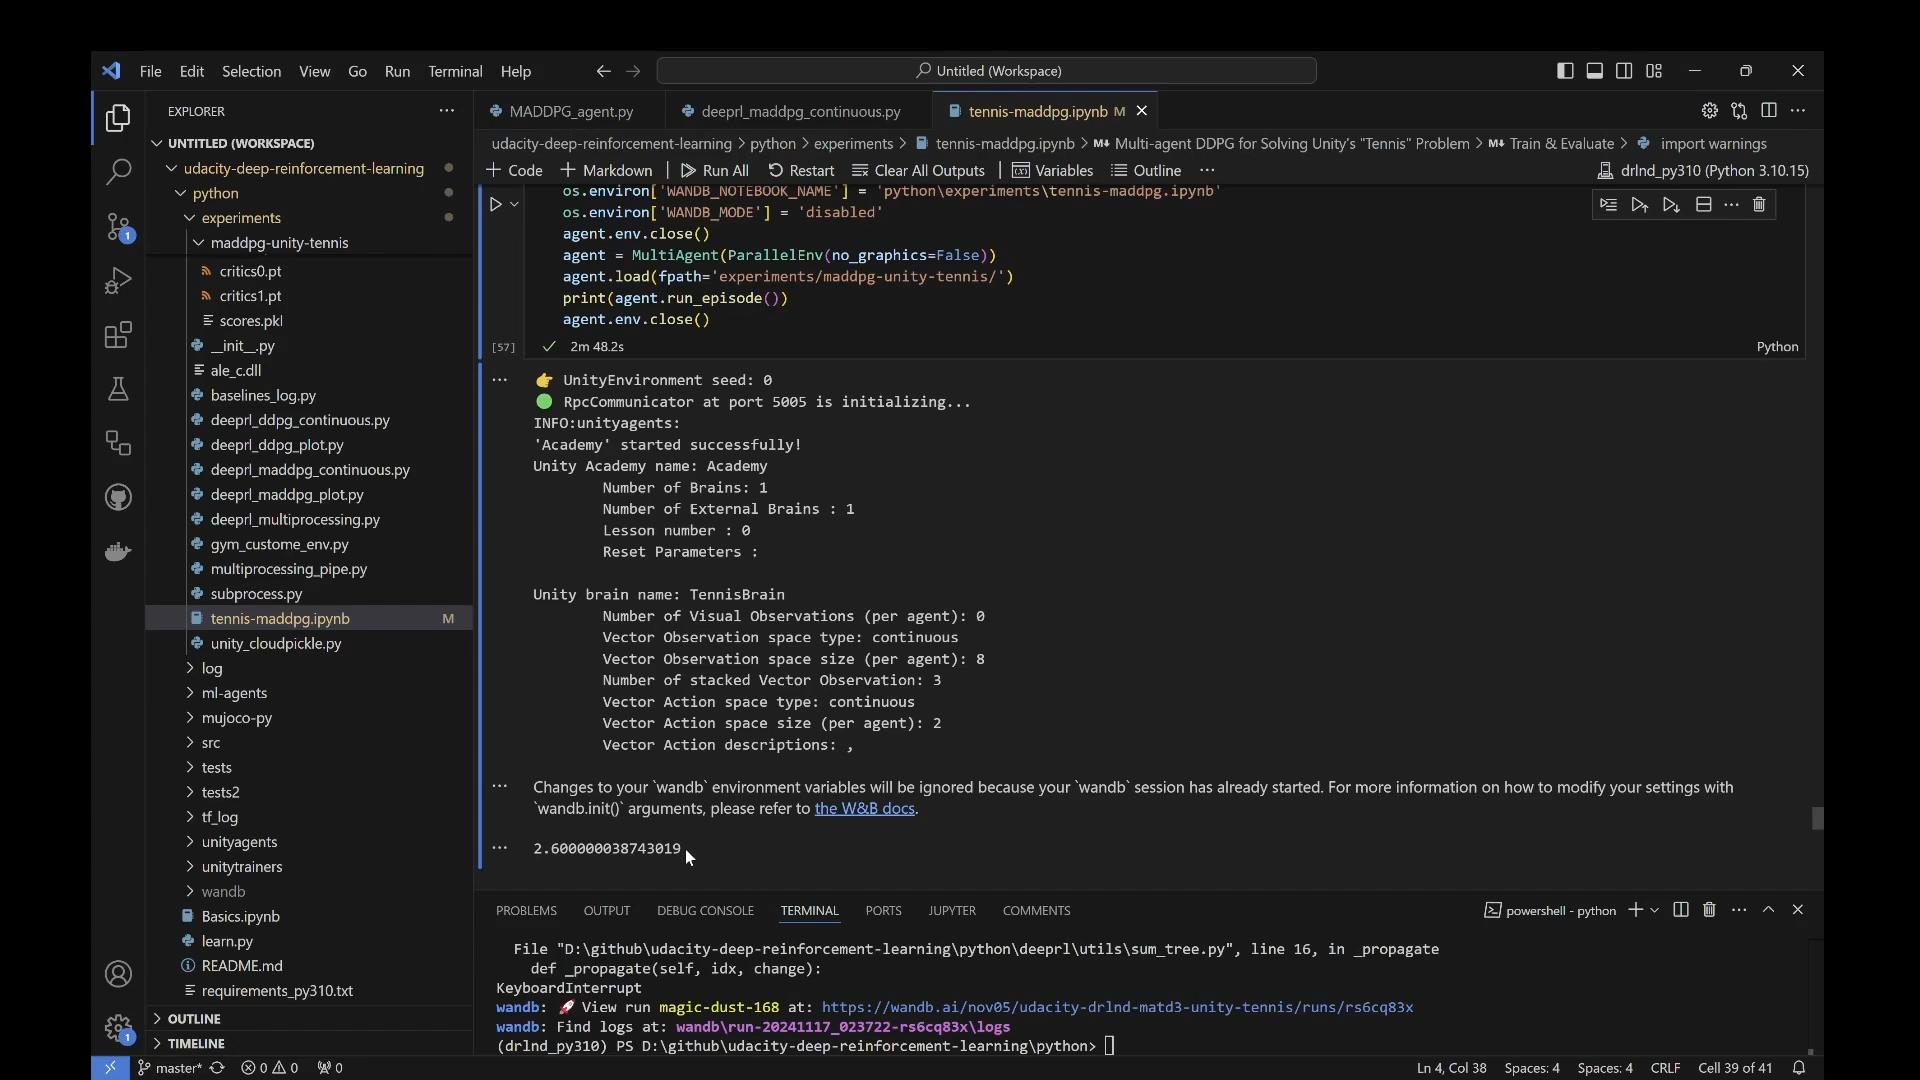 File Edit Selection View Go Run Terminal Help
Untitled (Workspace)
EXPLORER
UNTITLED (WORKSPACE)
udacity-deep-reinforcement-learning
python
experiments
maddpg-unity-tennis
critics0.pt
critics1.pt
scores.pkl
__init__.py
ale_c.dll
baselines_log.py
deeprl_ddpg_continuous.py
deeprl_ddpg_plot.py
deeprl_maddpg_continuous.py
deeprl_maddpg_plot.py
deeprl_multiprocessing.py
gym_custome_env.py
multiprocessing_pipe.py
subprocess.py
tennis-maddpg.ipynb M
unity_cloudpickle.py
log
ml-agents
mujoco-py
src
tests
tests2
tf_log
unityagents
unitytrainers
wandb
Basics.ipynb
learn.py
README.md
requirements_py310.txt
OUTLINE
TIMELINE
1
1
MADDPG_agent.py deeprl_maddpg_continuous.py tennis-maddpg.ipynb M
udacity-deep-reinforcement-learning > python > experiments > tennis-maddpg.ipynb > M↓ Multi-agent DDPG for Solving Unity's "Tennis" Problem > M↓ Train & Evaluate > import warnings
+ Code + Markdown | Run All Restart Clear All Outputs | Variables Outline ··· drlnd_py310 (Python 3.10.15)
os.environ['WANDB_NOTEBOOK_NAME'] = 'python\experiments\tennis-maddpg.ipynb'
os.environ['WANDB_MODE'] = 'disabled'
agent.env.close()
agent = MultiAgent(ParallelEnv(no_graphics=False))
agent.load(fpath='experiments/maddpg-unity-tennis/')
print(agent.run_episode())
agent.env.close()
[57] 2m 48.2s Python
👉 UnityEnvironment seed: 0
🟢 RpcCommunicator at port 5005 is initializing...
INFO:unityagents:
'Academy' started successfully!
Unity Academy name: Academy
Number of Brains: 1
Number of External Brains : 1
Lesson number : 0
Reset Parameters :
Unity brain name: TennisBrain
Number of Visual Observations (per agent): 0
Vector Observation space type: continuous
Vector Observation space size (per agent): 8
Number of stacked Vector Observation: 3
Vector Action space type: continuous
Vector Action space size (per agent): 2
Vector Action descriptions: ,
Changes to your `wandb` environment variables will be ignored because your `wandb` session has already started. For more information on how to modify your settings with
`wandb.init()` arguments, please refer to the W&B docs.
2.600000038743019
PROBLEMS OUTPUT DEBUG CONSOLE TERMINAL PORTS JUPYTER COMMENTS powershell - python
File "D:\github\udacity-deep-reinforcement-learning\python\deeprl\utils\sum_tree.py", line 16, in _propagate
def _propagate(self, idx, change):
KeyboardInterrupt
wandb: 🚀 View run magic-dust-168 at: https://wandb.ai/nov05/udacity-drlnd-matd3-unity-tennis/runs/rs6cq83x
wandb: Find logs at: wandb\run-20241117_023722-rs6cq83x\logs
(drlnd_py310) PS D:\github\udacity-deep-reinforcement-learning\python>
master* 0 0 0 Ln 4, Col 38 Spaces: 4 Spaces: 4 CRLF Cell 39 of 41